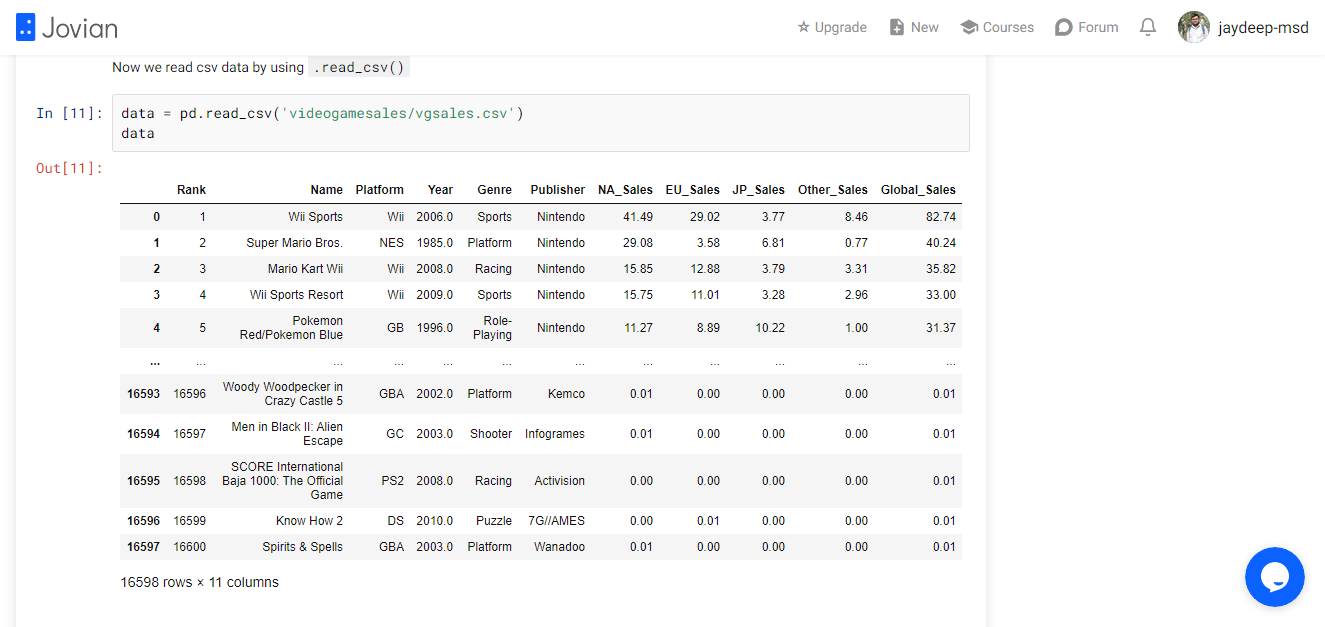 Jovian
Upgrade New Courses Forum jaydeep-msd
Now we read csv data by using .read_csv()
In [11]: data = pd.read_csv('videogamesales/vgsales.csv')
data
Out[11]:
Rank Name Platform Year Genre Publisher NA_Sales EU_Sales JP_Sales Other_Sales Global_Sales
0 1 Wii Sports Wii 2006.0 Sports Nintendo 41.49 29.02 3.77 8.46 82.74
1 2 Super Mario Bros. NES 1985.0 Platform Nintendo 29.08 3.58 6.81 0.77 40.24
2 3 Mario Kart Wii Wii 2008.0 Racing Nintendo 15.85 12.88 3.79 3.31 35.82
3 4 Wii Sports Resort Wii 2009.0 Sports Nintendo 15.75 11.01 3.28 2.96 33.00
4 5 Pokemon Red/Pokemon Blue GB 1996.0 Role-Playing Nintendo 11.27 8.89 10.22 1.00 31.37
... ... ... ... ... ... ... ... ... ... ... ...
16593 16596 Woody Woodpecker in Crazy Castle 5 GBA 2002.0 Platform Kemco 0.01 0.00 0.00 0.00 0.01
16594 16597 Men in Black II: Alien Escape GC 2003.0 Shooter Infogrames 0.01 0.00 0.00 0.00 0.01
16595 16598 SCORE International Baja 1000: The Official Game PS2 2008.0 Racing Activision 0.00 0.00 0.00 0.00 0.01
16596 16599 Know How 2 DS 2010.0 Puzzle 7G//AMES 0.00 0.01 0.00 0.00 0.01
16597 16600 Spirits & Spells GBA 2003.0 Platform Wanadoo 0.01 0.00 0.00 0.00 0.01
16598 rows × 11 columns